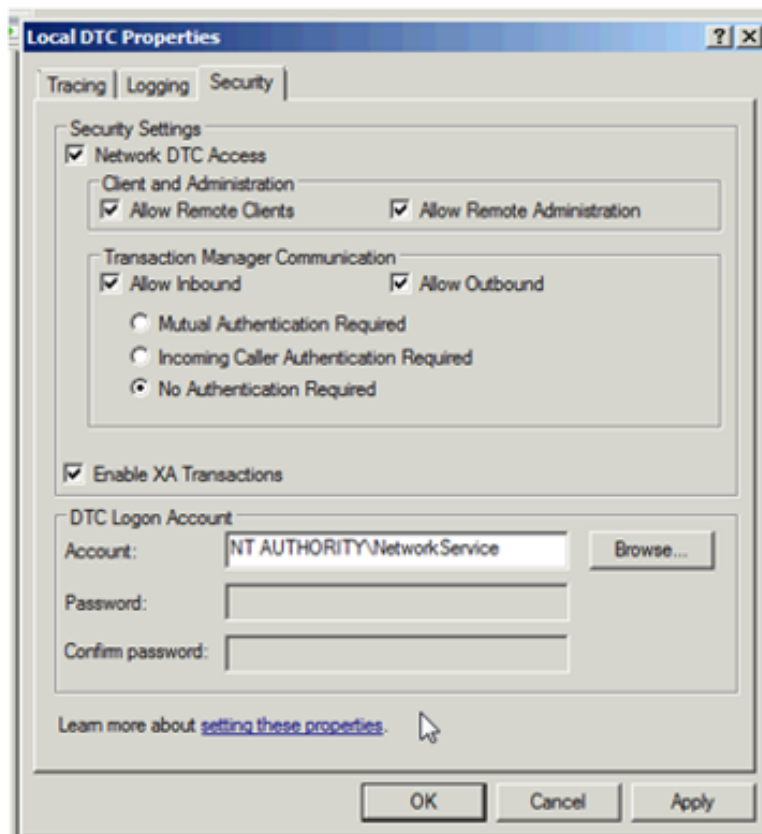 Local DTC Properties
Tracing Logging Security
Security Settings
Network DTC Access
Client and Administration
Allow Remote Clients Allow Remote Administration
Transaction Manager Communication
Allow Inbound Allow Outbound
Mutual Authentication Required
Incoming Caller Authentication Required
No Authentication Required
Enable XA Transactions
DTC Logon Account
Account: NT AUTHORITY\NetworkService Browse...
Password:
Confirm password:
Learn more about setting these properties.
OK Cancel Apply